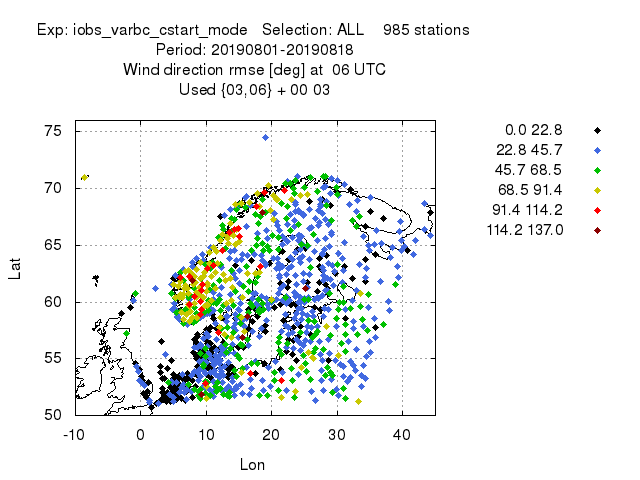 Exp: iobs_varbc_cstart_mode   Selection: ALL    985 stations
Period: 20190801-20190818
Wind direction rmse [deg] at  06 UTC
Used {03,06} + 00 03
0.0 22.8
22.8 45.7
45.7 68.5
68.5 91.4
91.4 114.2
114.2 137.0
Lat
75
70
65
60
55
50
-10 0 10 20 30 40
Lon